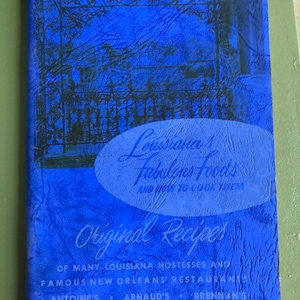 Louisiana's
Fabulous Foods
AND HOW TO COOK THEM
Original Recipes
OF MANY LOUISIANA HOSTESSES AND
FAMOUS NEW ORLEANS' RESTAURANTS
ANTOINE'S • ARNAUD'S • BRENNAN'S